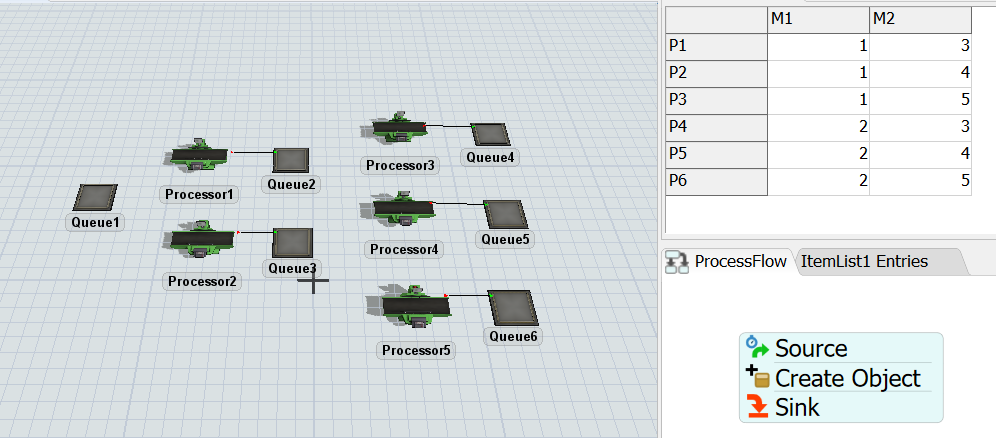 Processor3
Queue4
Processor1
Queue2
Queue1
Processor4
Queue5
Processor2
Queue3
Processor5
Queue6
M1 M2
P1 1 3
P2 1 4
P3 1 5
P4 2 3
P5 2 4
P6 2 5
ProcessFlow ItemList1 Entries
Source
Create Object
Sink